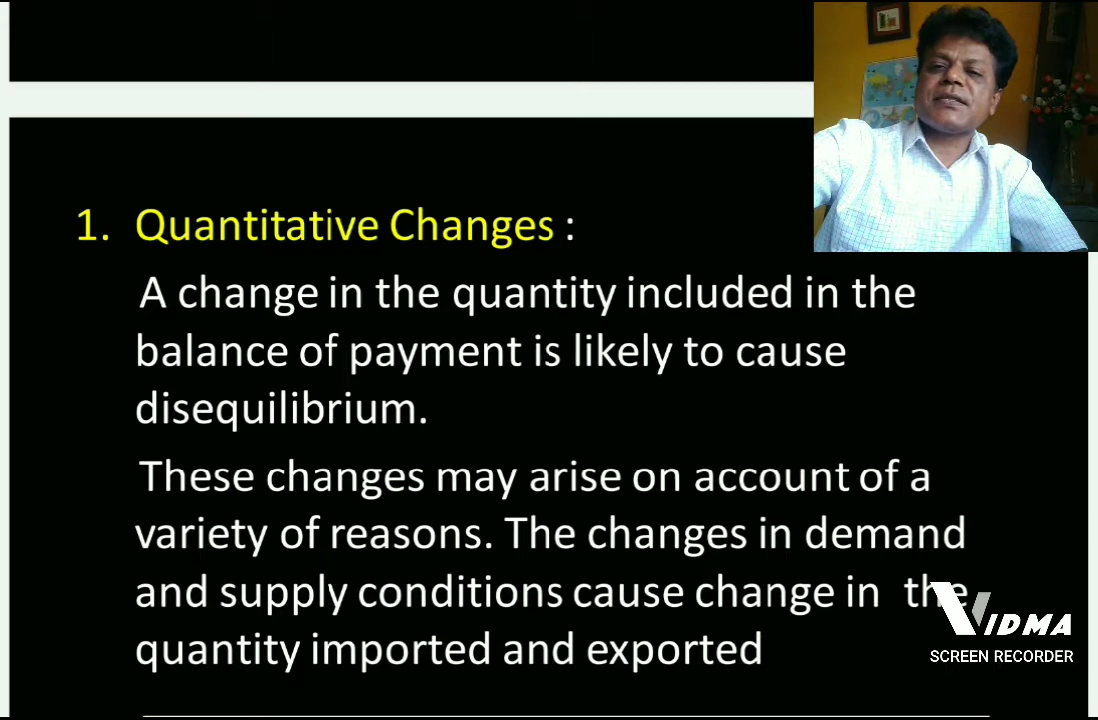 1. Quantitative Changes :
A change in the quantity included in the
balance of payment is likely to cause
disequilibrium.
These changes may arise on account of a
variety of reasons. The changes in demand
and supply conditions cause change in the
quantity imported and exported
VIDMA
SCREEN RECORDER